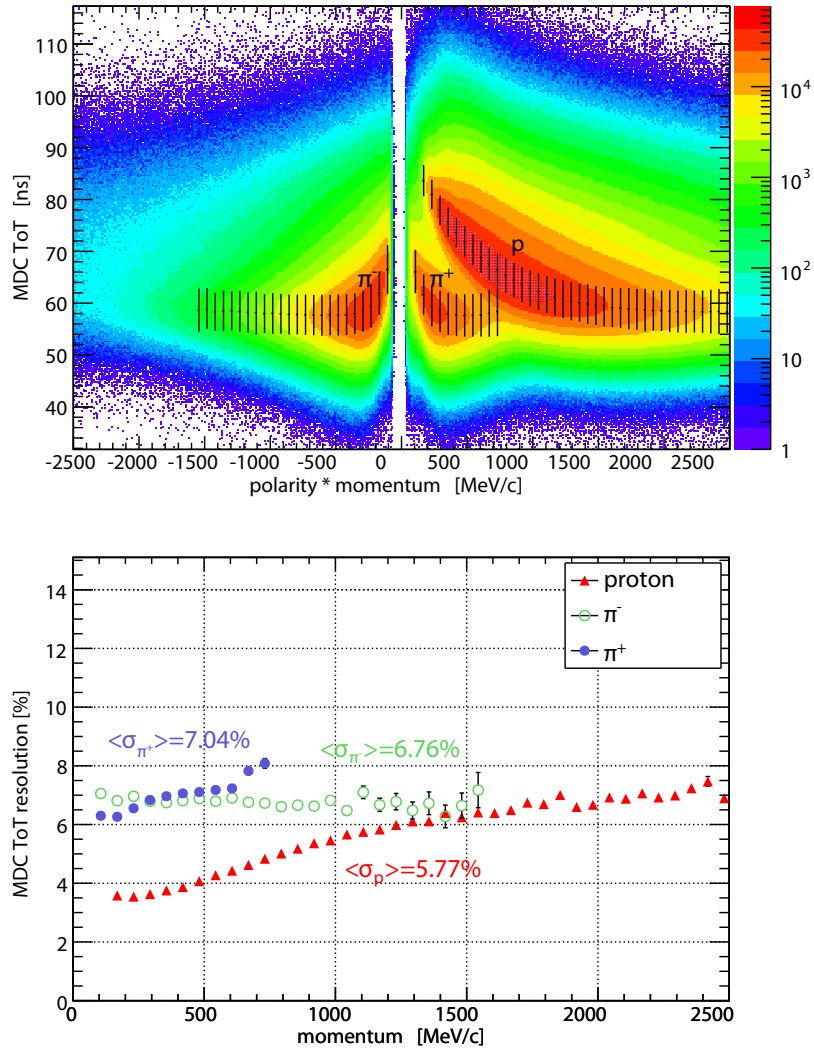 110
100
90
80
70
60
50
40
MDC ToT [ns]
π⁻
π⁺
p
10⁴
10³
10²
10
1
-2500 -2000 -1500 -1000 -500 0 500 1000 1500 2000 2500
polarity * momentum [MeV/c]
14
12
10
8
6
4
2
0
MDC ToT resolution [%]
proton
π⁻
π⁺
<σπ⁺>=7.04%
<σπ⁻>=6.76%
<σp>=5.77%
0 500 1000 1500 2000 2500
momentum [MeV/c]